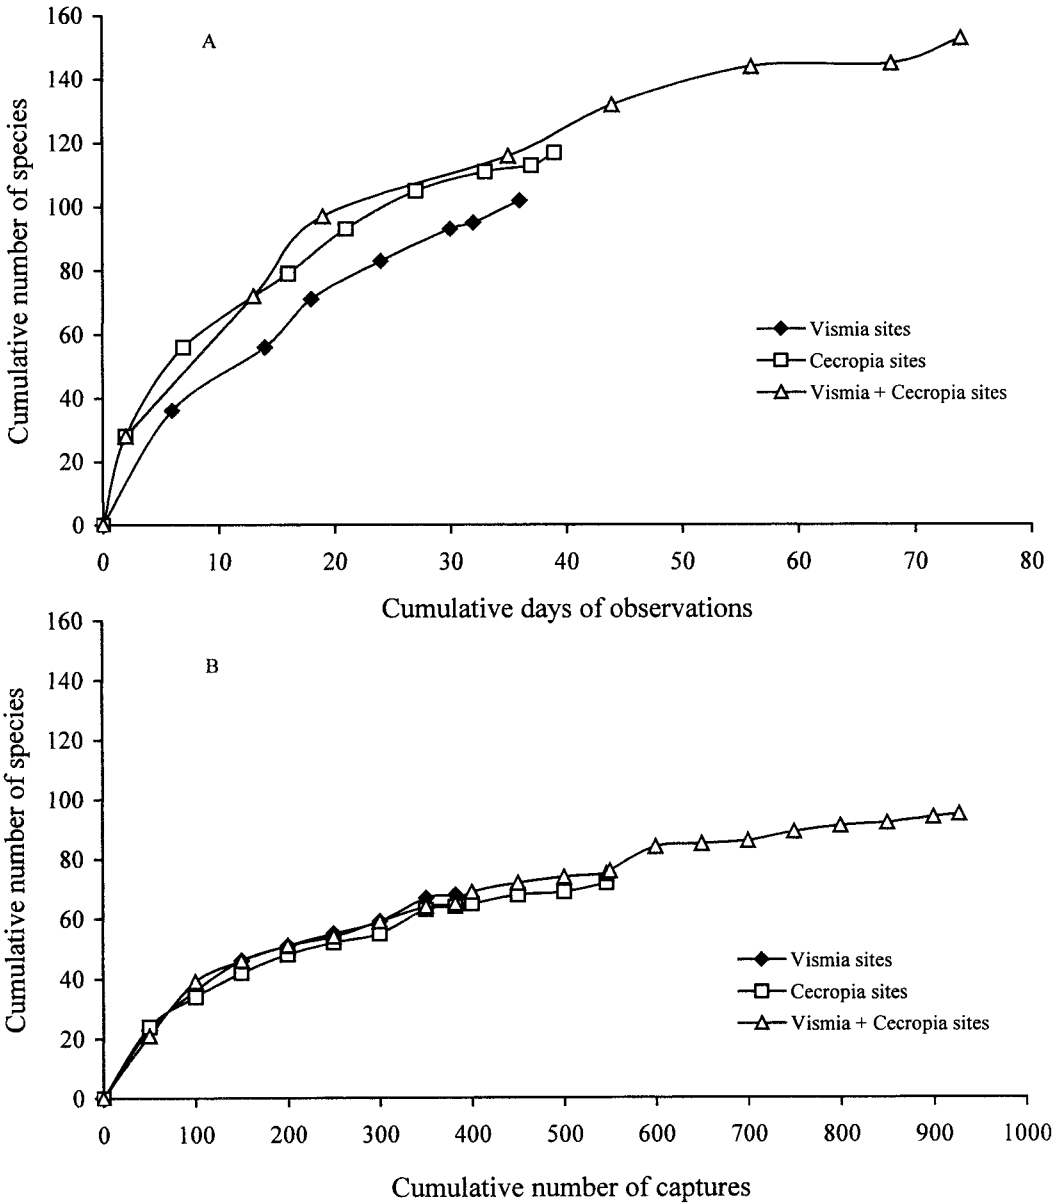 160
A
140
120
100
80
60
40
20
0
Cumulative number of species
Vismia sites
Cecropia sites
Vismia + Cecropia sites
0 10 20 30 40 50 60 70 80
Cumulative days of observations
160
B
140
120
100
80
60
40
20
0
Cumulative number of species
Vismia sites
Cecropia sites
Vismia + Cecropia sites
0 100 200 300 400 500 600 700 800 900 1000
Cumulative number of captures